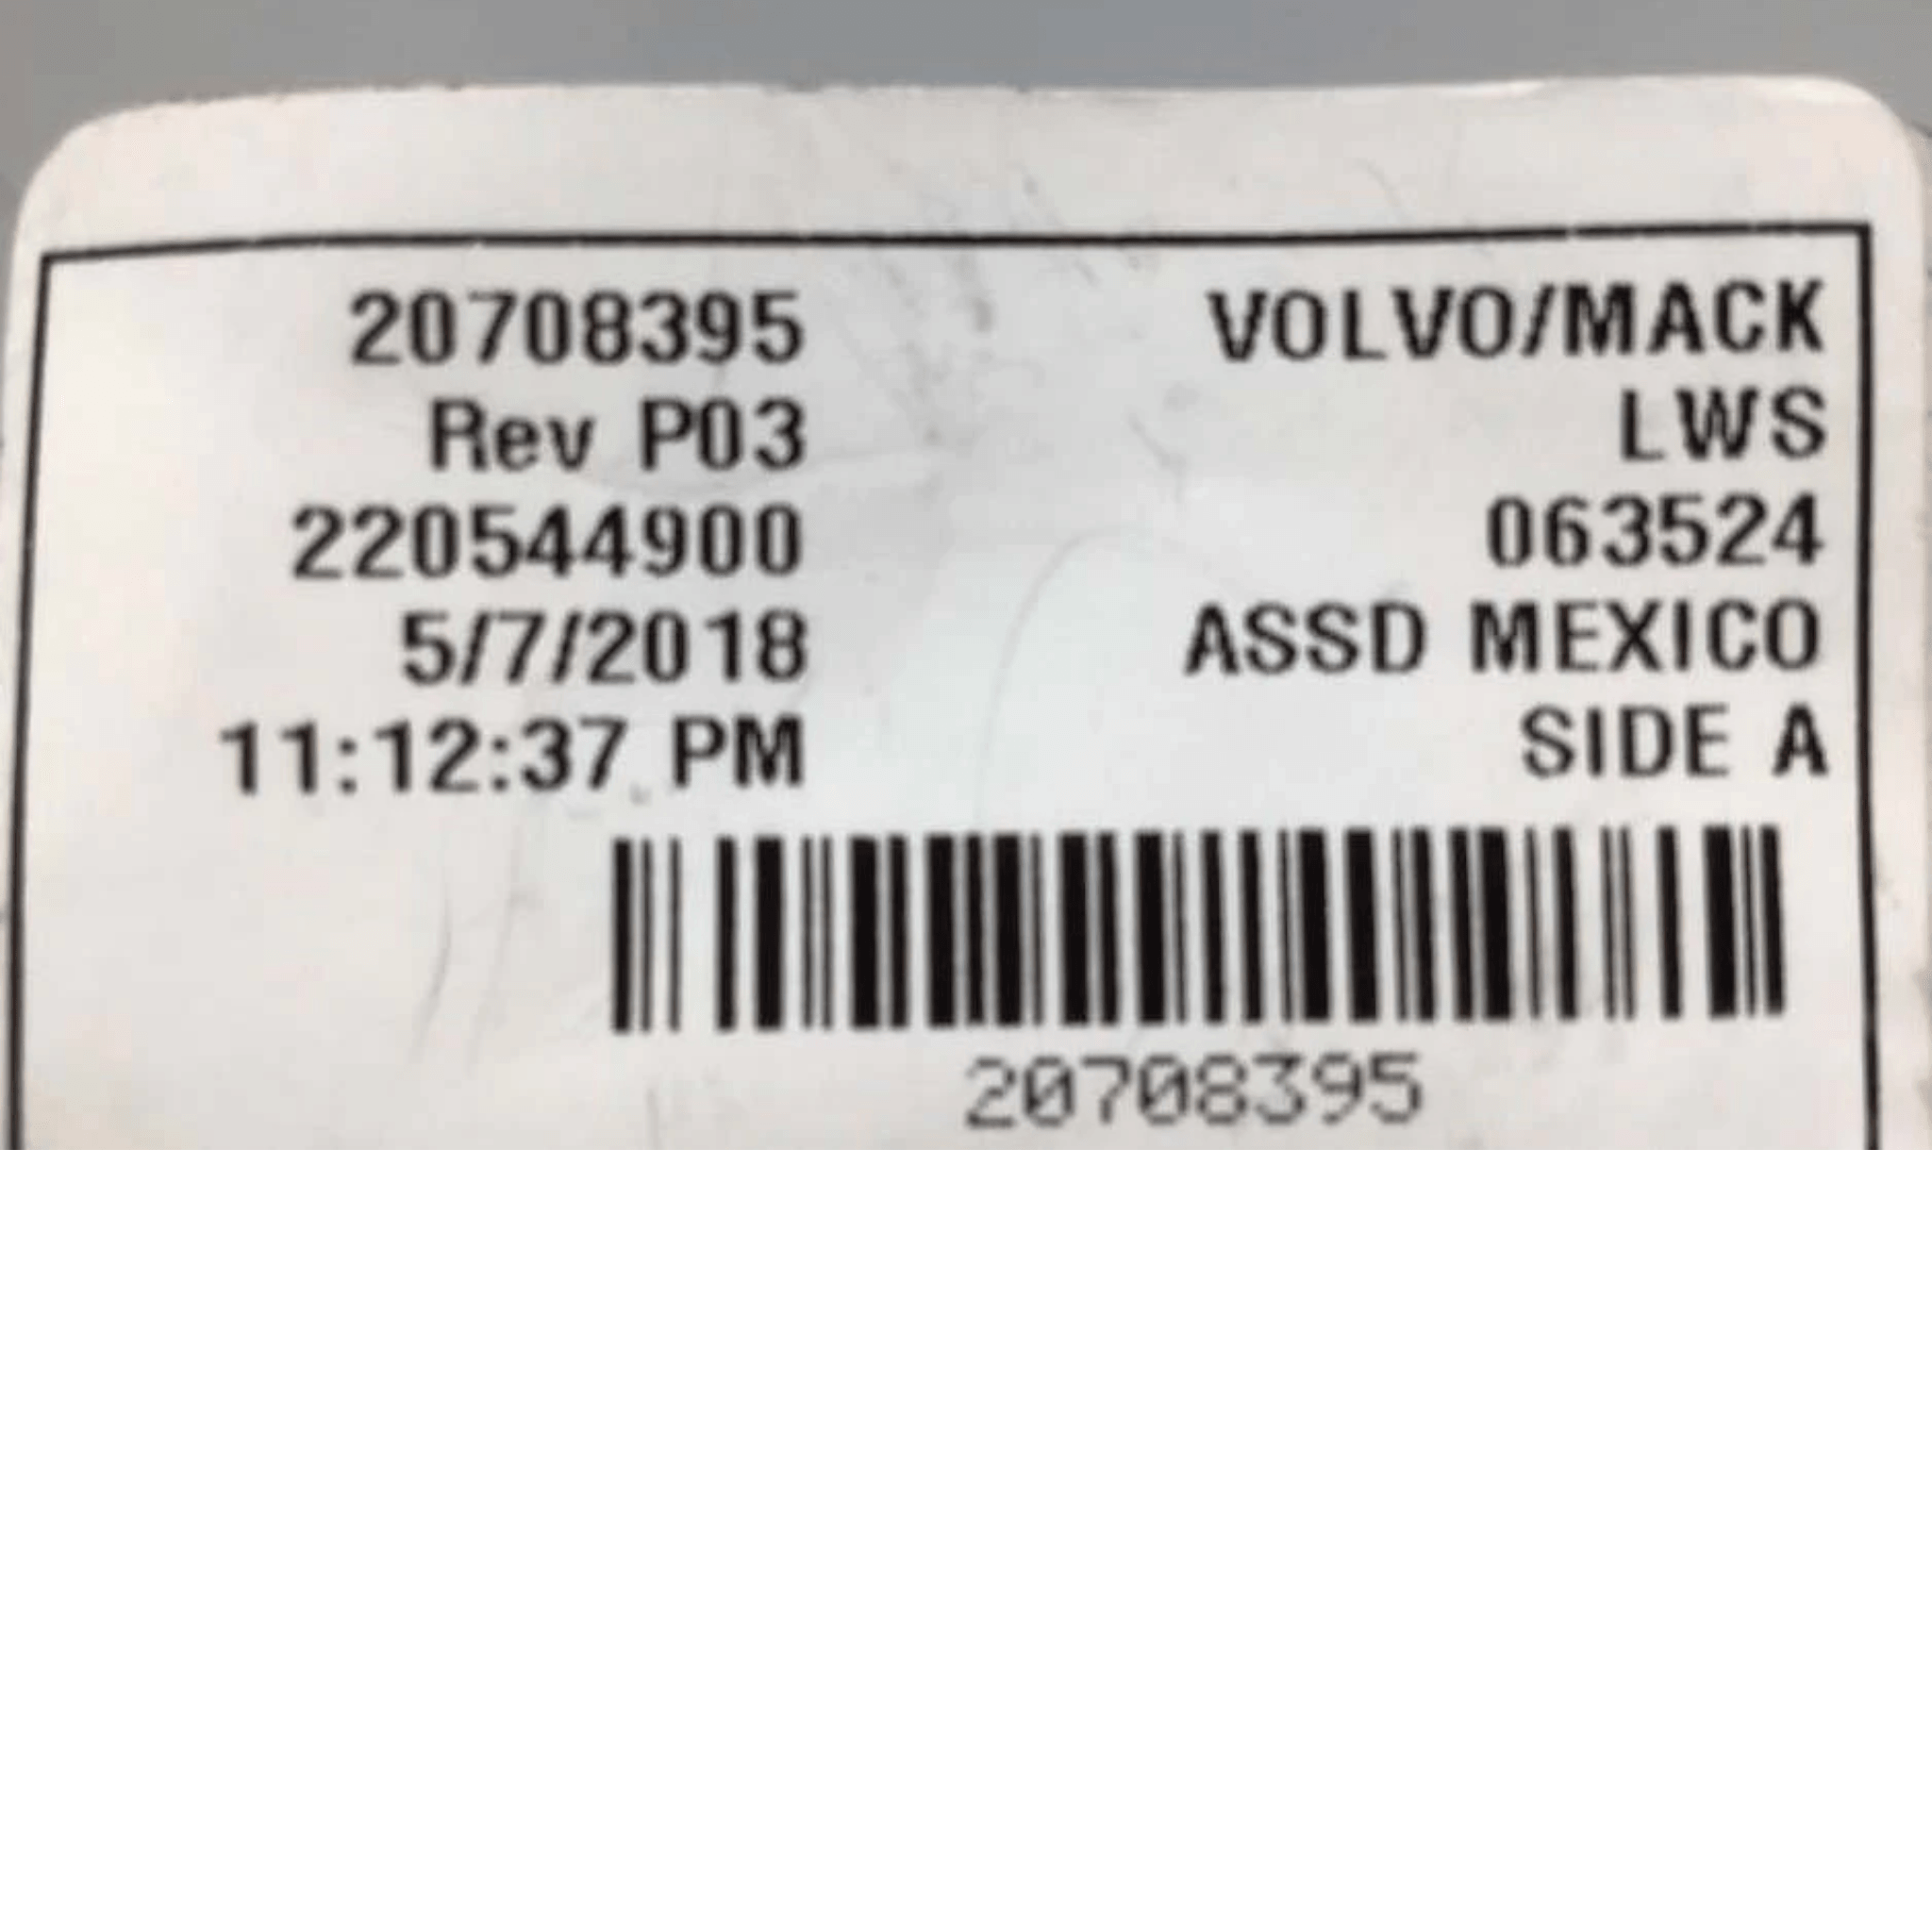 20708395 VOLVO/MACK
Rev P03 LWS
220544900 063524
5/7/2018 ASSD MEXICO
11:12:37 PM SIDE A
20708395